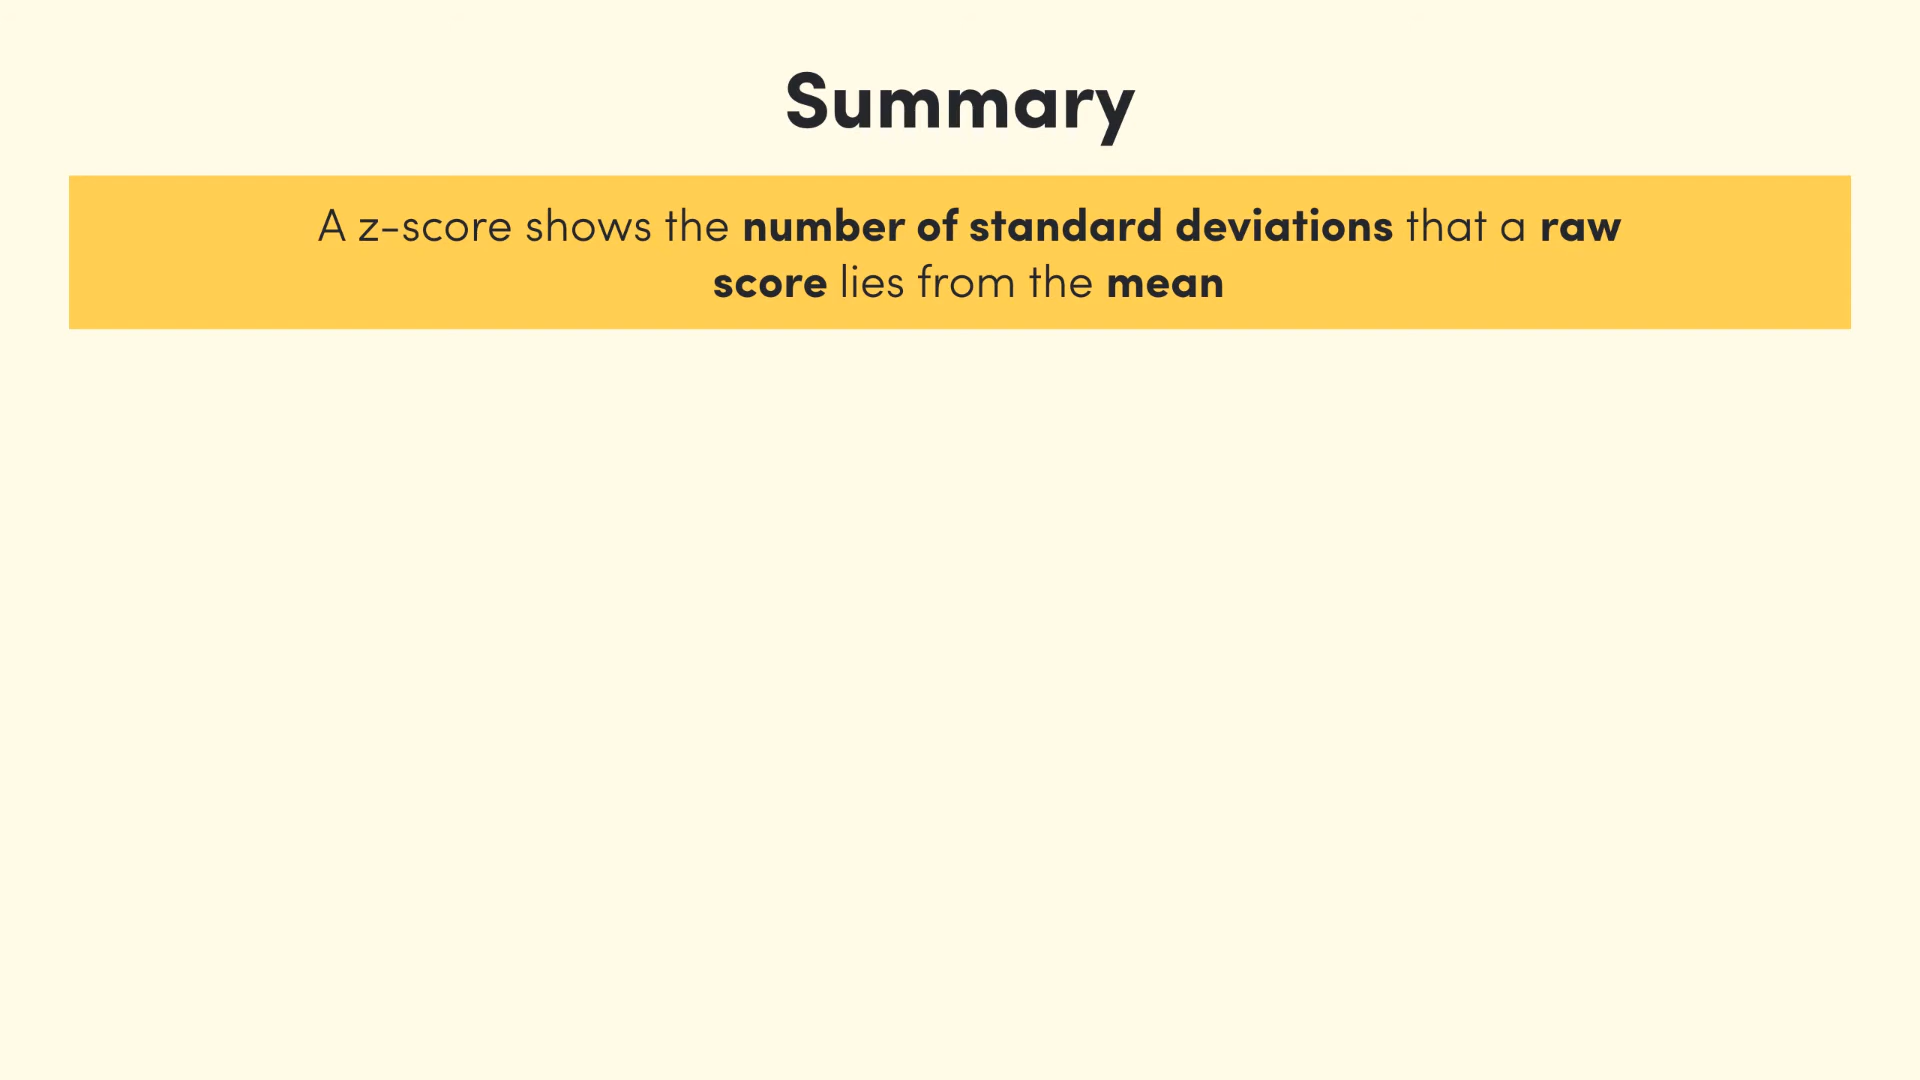 Summary
A z-score shows the number of standard deviations that a raw
score lies from the mean